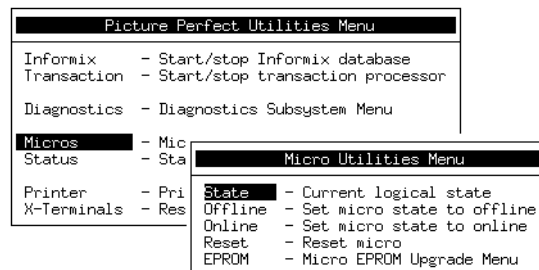 Picture Perfect Utilities Menu
Informix - Start/stop Informix database
Transaction - Start/stop transaction processor
Diagnostics - Diagnostics Subsystem Menu
Micros - Mic
Status - Sta
Printer - Pri
X-Terminals - Res
Micro Utilities Menu
State - Current logical state
Offline - Set micro state to offline
Online - Set micro state to online
Reset - Reset micro
EPROM - Micro EPROM Upgrade Menu